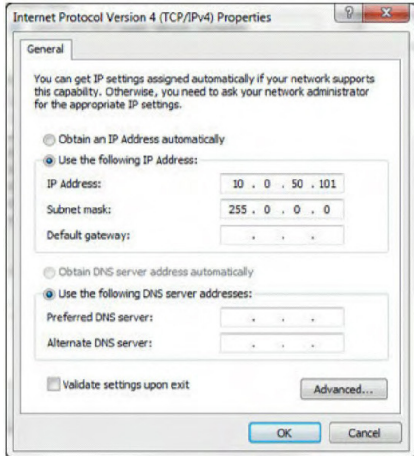 Internet Protocol Version 4 (TCP/IPv4) Properties
General
You can get IP settings assigned automatically if your network supports
this capability. Otherwise, you need to ask your network administrator
for the appropriate IP settings.
Obtain an IP Address automatically
Use the following IP Address:
IP Address: 10 . 0 . 50 . 101
Subnet mask: 255 . 0 . 0 . 0
Default gateway: . . .
Obtain DNS server address automatically
Use the following DNS server addresses:
Preferred DNS server: . . .
Alternate DNS server: . . .
Validate settings upon exit
Advanced...
OK Cancel